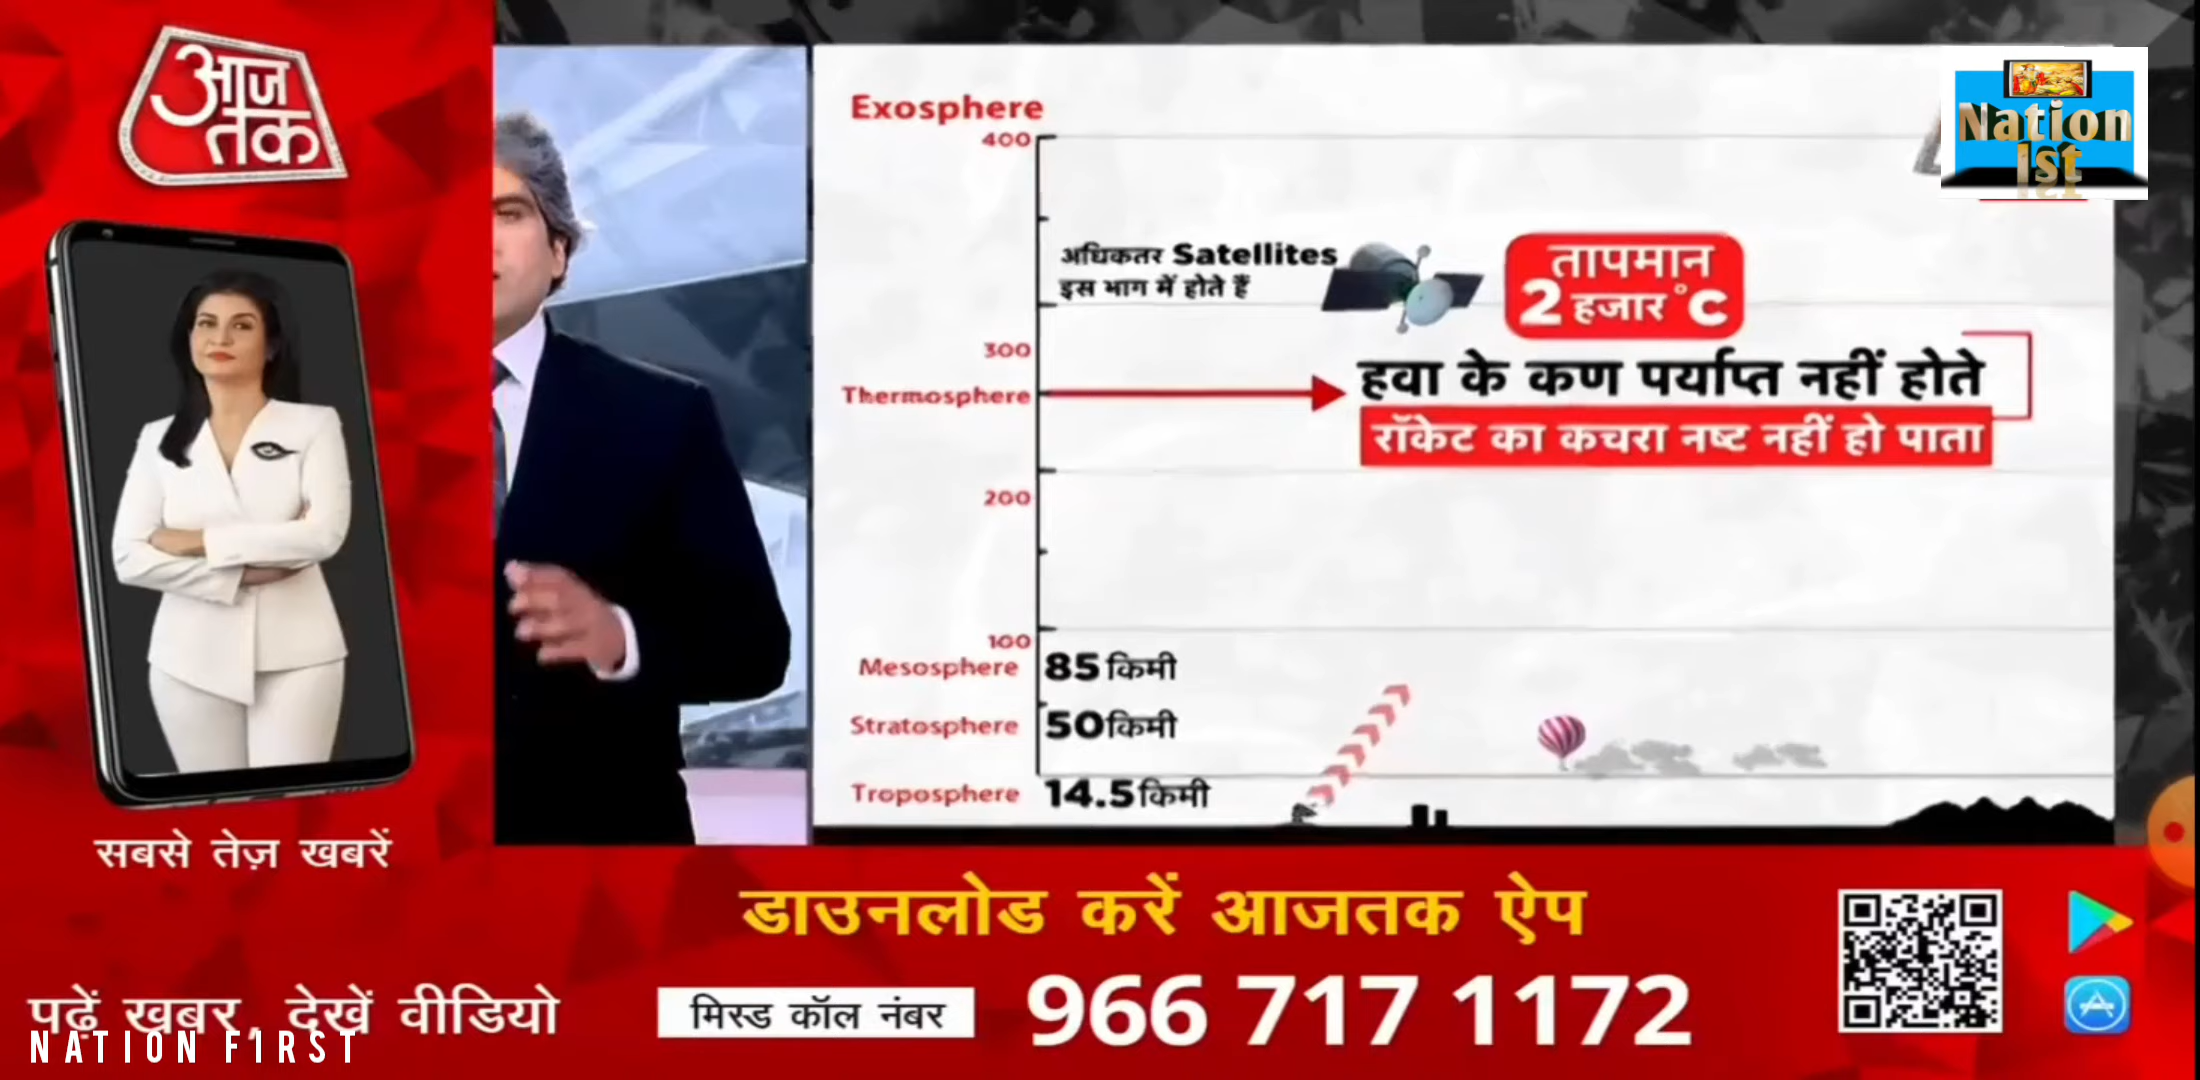 आज
तक
सबसे तेज़ खबरें
पढ़ें खबर, देखें वीडियो
NATION F1RST
Nation
1st
Exosphere
400
अधिकतर Satellites
इस भाग में होते हैं
तापमान
2 हजार °C
300
Thermosphere
हवा के कण पर्याप्त नहीं होते
रॉकेट का कचरा नष्ट नहीं हो पाता
200
100
Mesosphere 85 किमी
Stratosphere 50 किमी
Troposphere 14.5 किमी
डाउनलोड करें आजतक ऐप
मिस्ड कॉल नंबर 966 717 1172